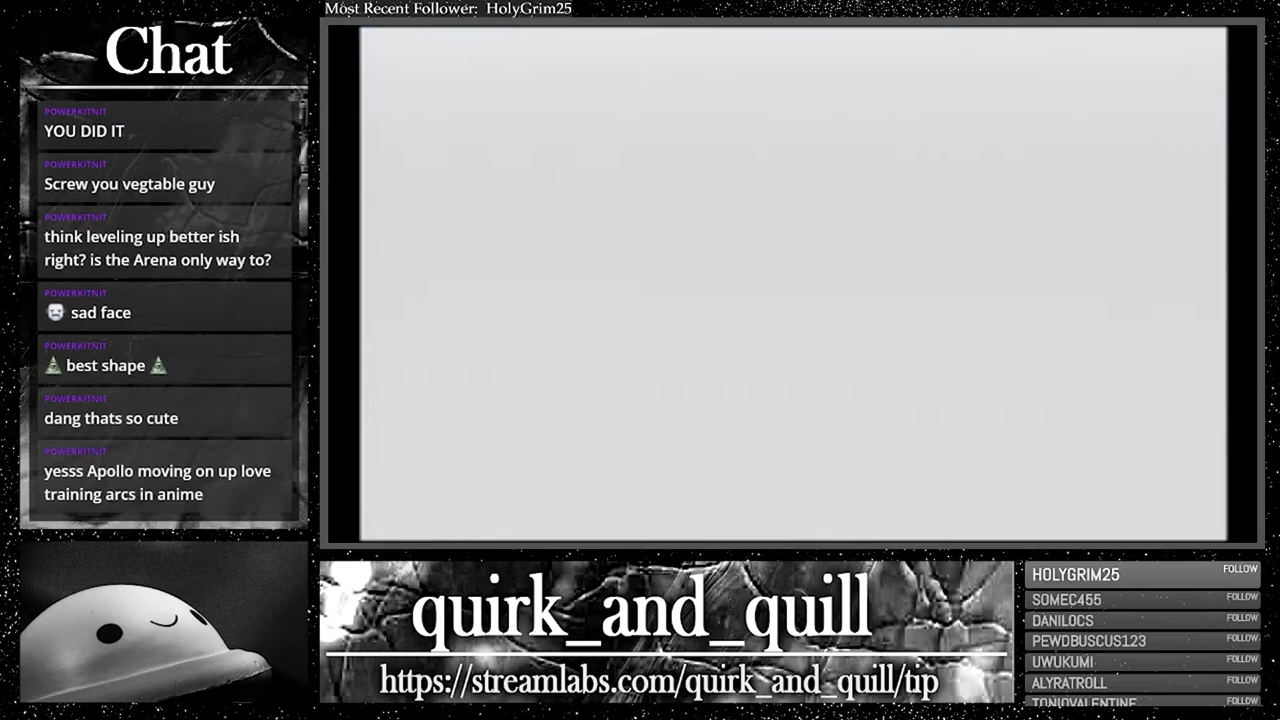 Most Recent Follower: HolyGrim25
Chat
POWERKITNIT
YOU DID IT
POWERKITNIT
Screw you vegtable guy
POWERKITNIT
think leveling up better ish
right? is the Arena only way to?
POWERKITNIT
sad face
POWERKITNIT
best shape
POWERKITNIT
dang thats so cute
POWERKITNIT
yesss Apollo moving on up love
training arcs in anime
quirk_and_quill
https://streamlabs.com/quirk_and_quill/tip
HOLYGRIM25 FOLLOW
SOMEC455 FOLLOW
DANILOCS FOLLOW
PEWDBUSCUS123 FOLLOW
UWUKUMI FOLLOW
ALYRATROLL FOLLOW
TONIOVALENTINE FOLLOW